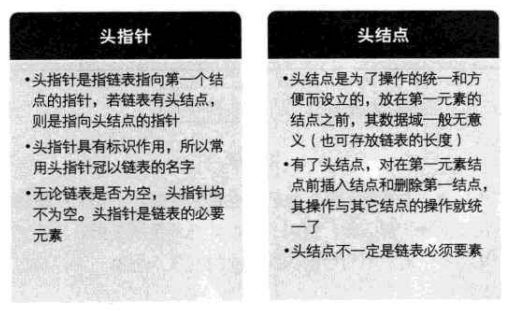 头指针
•头指针是指链表指向第一个结
点的指针，若链表有头结点，
则是指向头结点的指针
•头指针具有标识作用，所以常
用头指针冠以链表的名字
•无论链表是否为空，头指针均
不为空。头指针是链表的必要
元素
头结点
•头结点是为了操作的统一和方
便而设立的，放在第一元素的
结点之前，其数据域一般无意
义（也可存放链表的长度）
•有了头结点，对在第一元素结
点前插入结点和删除第一结点，
其操作与其它结点的操作就统
一了
•头结点不一定是链表必须要素